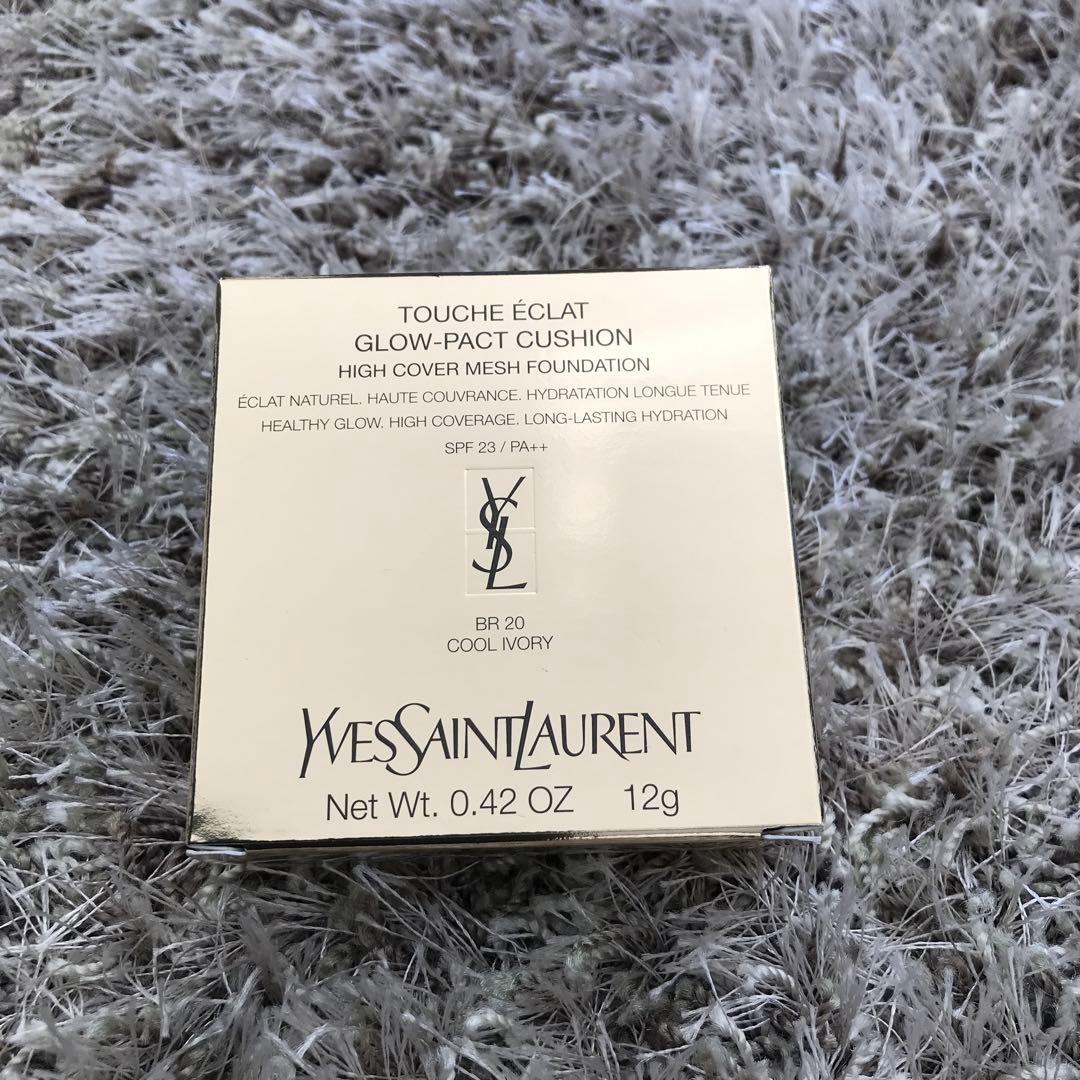 TOUCHE ÉCLAT
GLOW-PACT CUSHION
HIGH COVER MESH FOUNDATION
ÉCLAT NATUREL. HAUTE COUVRANCE. HYDRATATION LONGUE TENUE
HEALTHY GLOW. HIGH COVERAGE. LONG-LASTING HYDRATION
SPF 23 / PA++
YSL
BR 20
COOL IVORY
YVESSAINTLAURENT
Net Wt. 0.42 OZ 12g